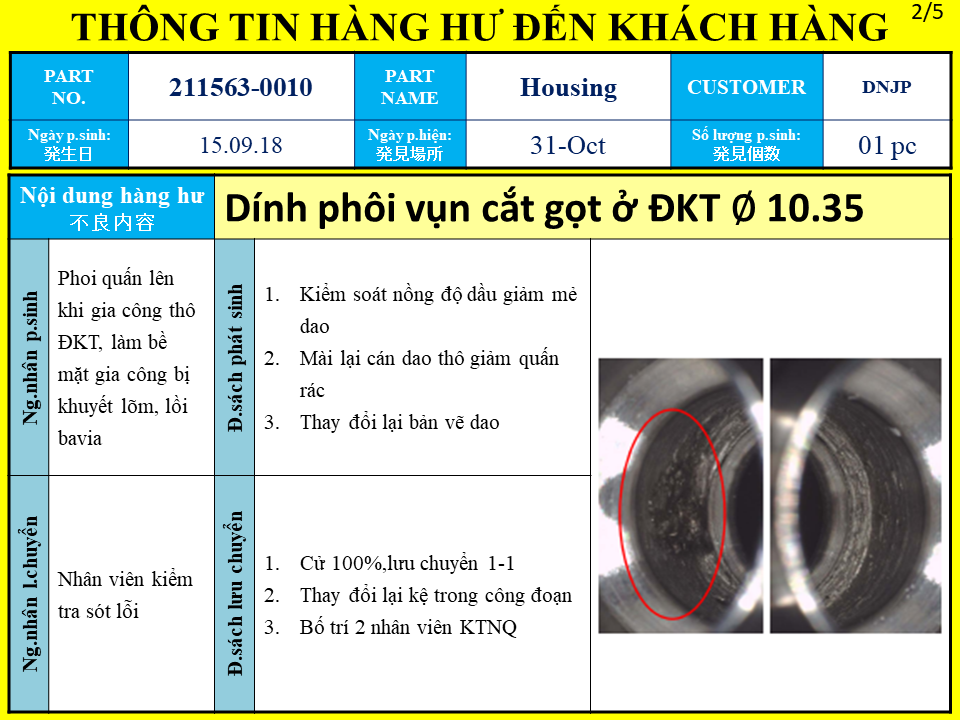 2/5
THÔNG TIN HÀNG HƯ ĐẾN KHÁCH HÀNG
PART NO.
211563-0010
PART NAME
Housing
CUSTOMER
DNJP
Ngày p.sinh:
発生日
15.09.18
Ngày p.hiện:
発見場所
31-Oct
Số lượng p.sinh:
発見個数
01 pc
Nội dung hàng hư
不良内容
Dính phôi vụn cắt gọt ở ĐKT ∅ 10.35
Ng.nhân p.sinh
Phoi quấn lên
khi gia công thô
ĐKT, làm bề
mặt gia công bị
khuyết lõm, lồi
bavia
Đ.sách phát sinh
1. Kiểm soát nồng độ dầu giảm mẻ
dao
2. Mài lại cán dao thô giảm quấn
rác
3. Thay đổi lại bản vẽ dao
Ng.nhân l.chuyển
Nhân viên kiểm
tra sót lỗi
Đ.sách lưu chuyển
1. Cử 100%,lưu chuyển 1-1
2. Thay đổi lại kệ trong công đoạn
3. Bố trí 2 nhân viên KTNQ